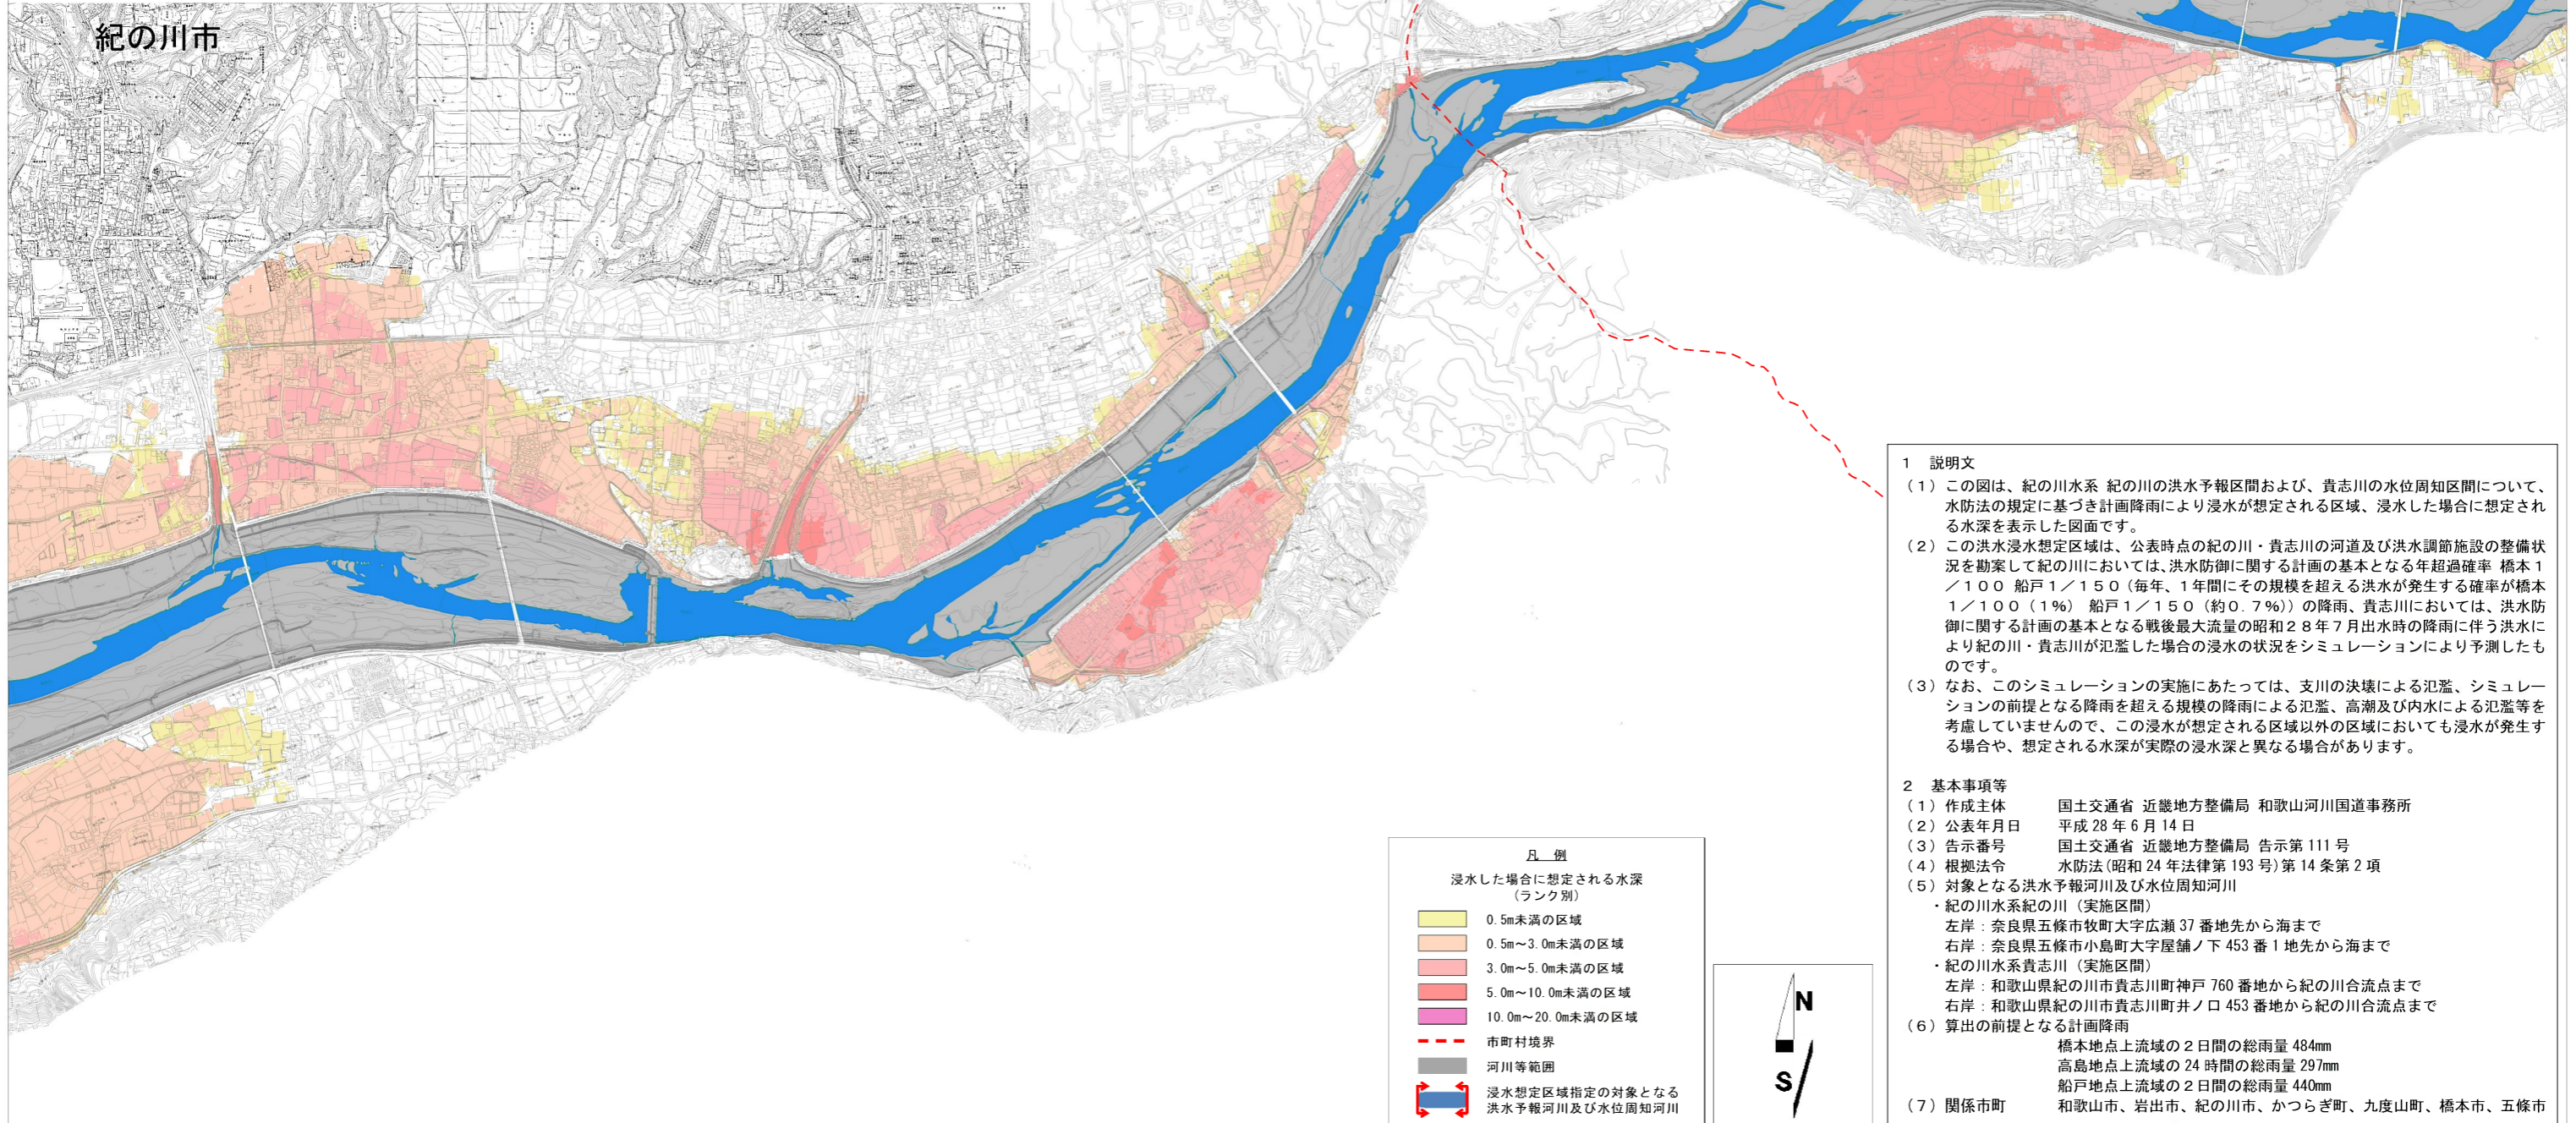 紀の川市
1 説明文
(1)この図は、紀の川水系 紀の川の洪水予報区間および、貴志川の水位周知区間について、
水防法の規定に基づき計画降雨により浸水が想定される区域、浸水した場合に想定され
る水深を表示した図面です。
(2)この洪水浸水想定区域は、公表時点の紀の川・貴志川の河道及び洪水調節施設の整備状
況を勘案して紀の川においては、洪水防御に関する計画の基本となる年超過確率 橋本1
/100 船戸1/150(毎年、1年間にその規模を超える洪水が発生する確率が橋本
1/100(1%) 船戸1/150(約0.7%))の降雨、貴志川においては、洪水防
御に関する計画の基本となる戦後最大流量の昭和28年7月出水時の降雨に伴う洪水に
より紀の川・貴志川が氾濫した場合の浸水の状況をシミュレーションにより予測したも
のです。
(3)なお、このシミュレーションの実施にあたっては、支川の決壊による氾濫、シミュレー
ションの前提となる降雨を超える規模の降雨による氾濫、高潮及び内水による氾濫等を
考慮していませんので、この浸水が想定される区域以外の区域においても浸水が発生す
る場合や、想定される水深が実際の浸水深と異なる場合があります。
2 基本事項等
(1)作成主体 国土交通省 近畿地方整備局 和歌山河川国道事務所
(2)公表年月日 平成28年6月14日
(3)告示番号 国土交通省 近畿地方整備局 告示第111号
(4)根拠法令 水防法(昭和24年法律第193号)第14条第2項
(5)対象となる洪水予報河川及び水位周知河川
・紀の川水系紀の川(実施区間)
左岸:奈良県五條市牧町大字広瀬37番地先から海まで
右岸:奈良県五條市小島町大字屋舗ノ下453番1地先から海まで
・紀の川水系貴志川(実施区間)
左岸:和歌山県紀の川市貴志川町神戸760番地から紀の川合流点まで
右岸:和歌山県紀の川市貴志川町井ノ口453番地から紀の川合流点まで
(6)算出の前提となる計画降雨
橋本地点上流域の2日間の総雨量484mm
高島地点上流域の24時間の総雨量297mm
船戸地点上流域の2日間の総雨量440mm
(7)関係市町 和歌山市、岩出市、紀の川市、かつらぎ町、九度山町、橋本市、五條市
凡 例
浸水した場合に想定される水深
(ランク別)
0.5m未満の区域
0.5m~3.0m未満の区域
3.0m~5.0m未満の区域
5.0m~10.0m未満の区域
10.0m~20.0m未満の区域
市町村境界
河川等範囲
浸水想定区域指定の対象となる
洪水予報河川及び水位周知河川
N
S